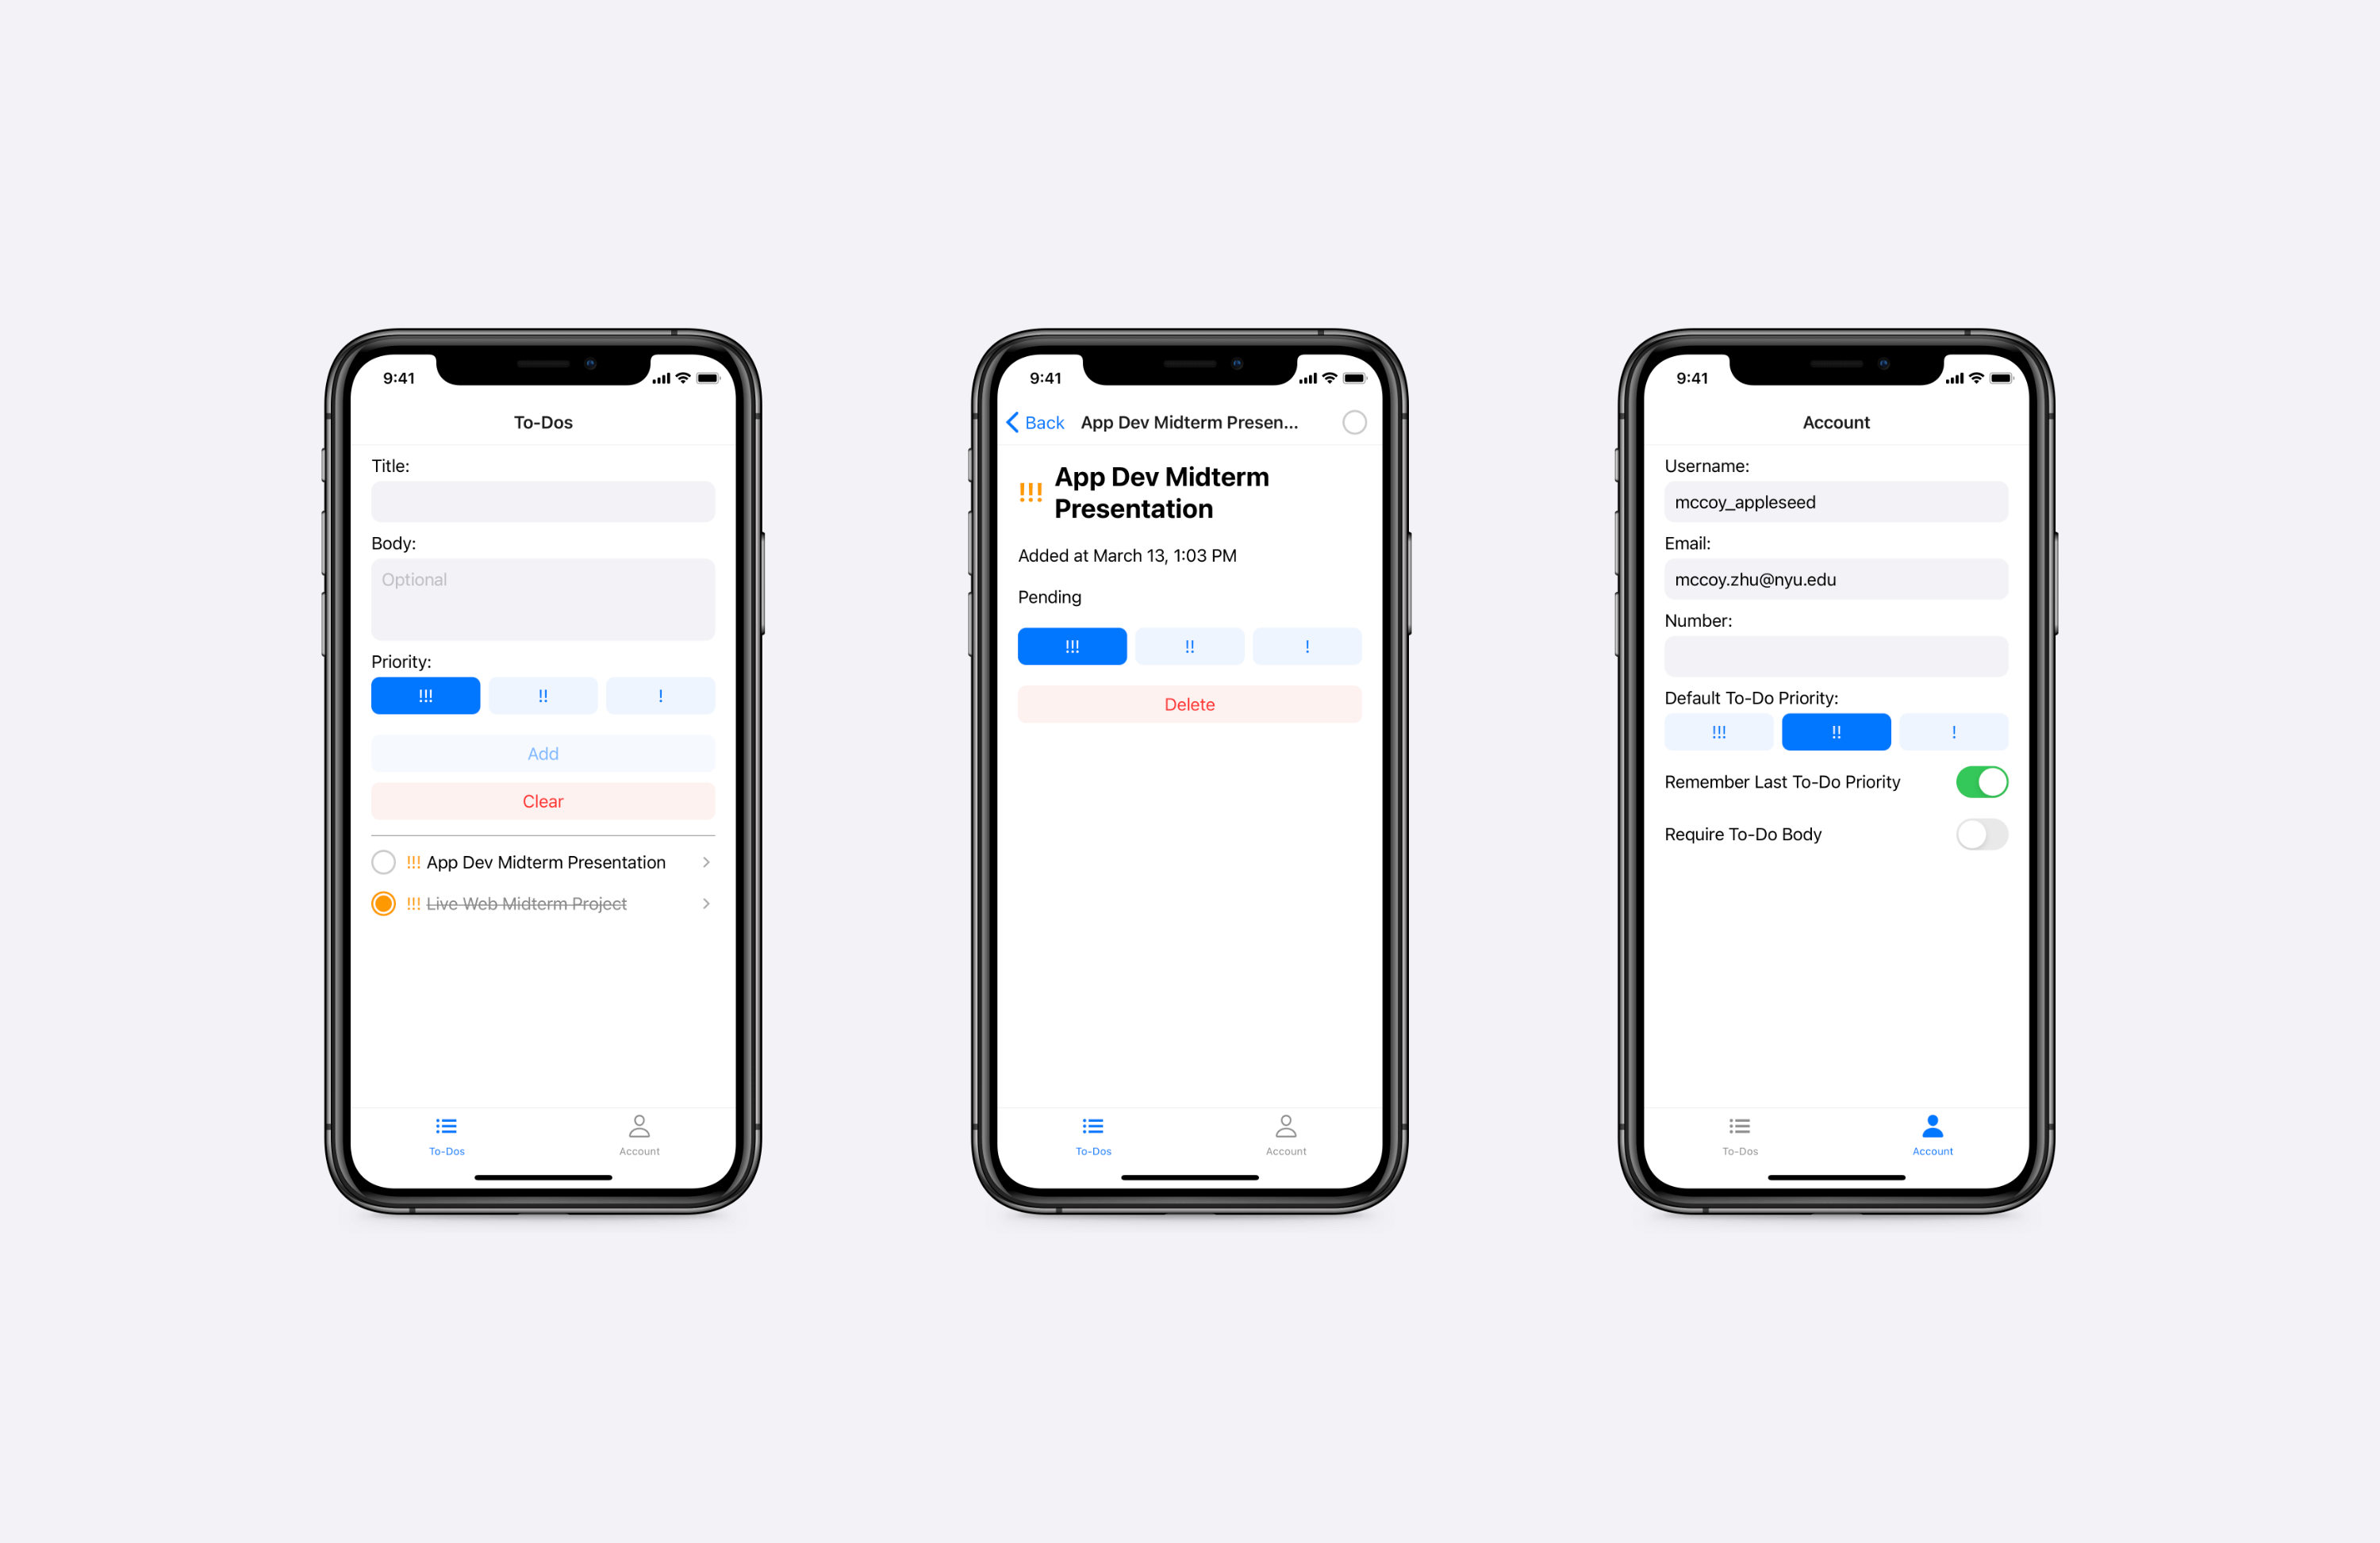 9:41
To-Dos
Title:
Body:
Optional
Priority:
!!! !! !
Add
Clear
!!! App Dev Midterm Presentation
!!! Live Web Midterm Project
To-Dos Account
9:41
Back App Dev Midterm Presen...
!!! App Dev Midterm
Presentation
Added at March 13, 1:03 PM
Pending
!!! !! !
Delete
To-Dos Account
9:41
Account
Username:
mccoy_appleseed
Email:
mccoy.zhu@nyu.edu
Number:
Default To-Do Priority:
!!! !! !
Remember Last To-Do Priority
Require To-Do Body
To-Dos Account